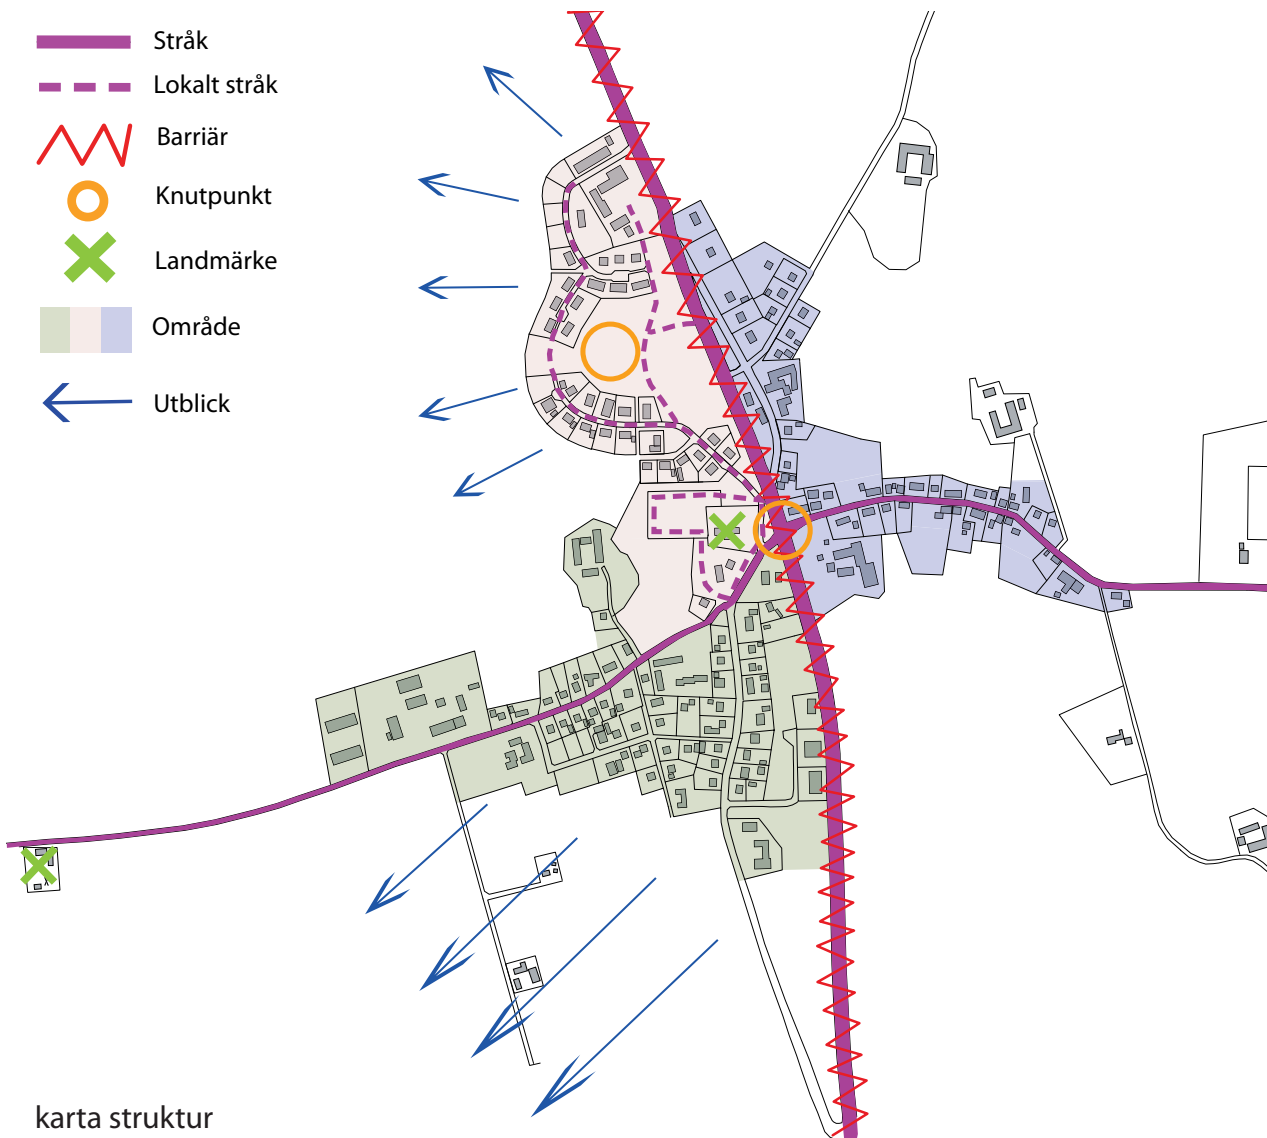 Stråk
Lokalt stråk
Barriär
Knutpunkt
Landmärke
Område
Utblick
karta struktur